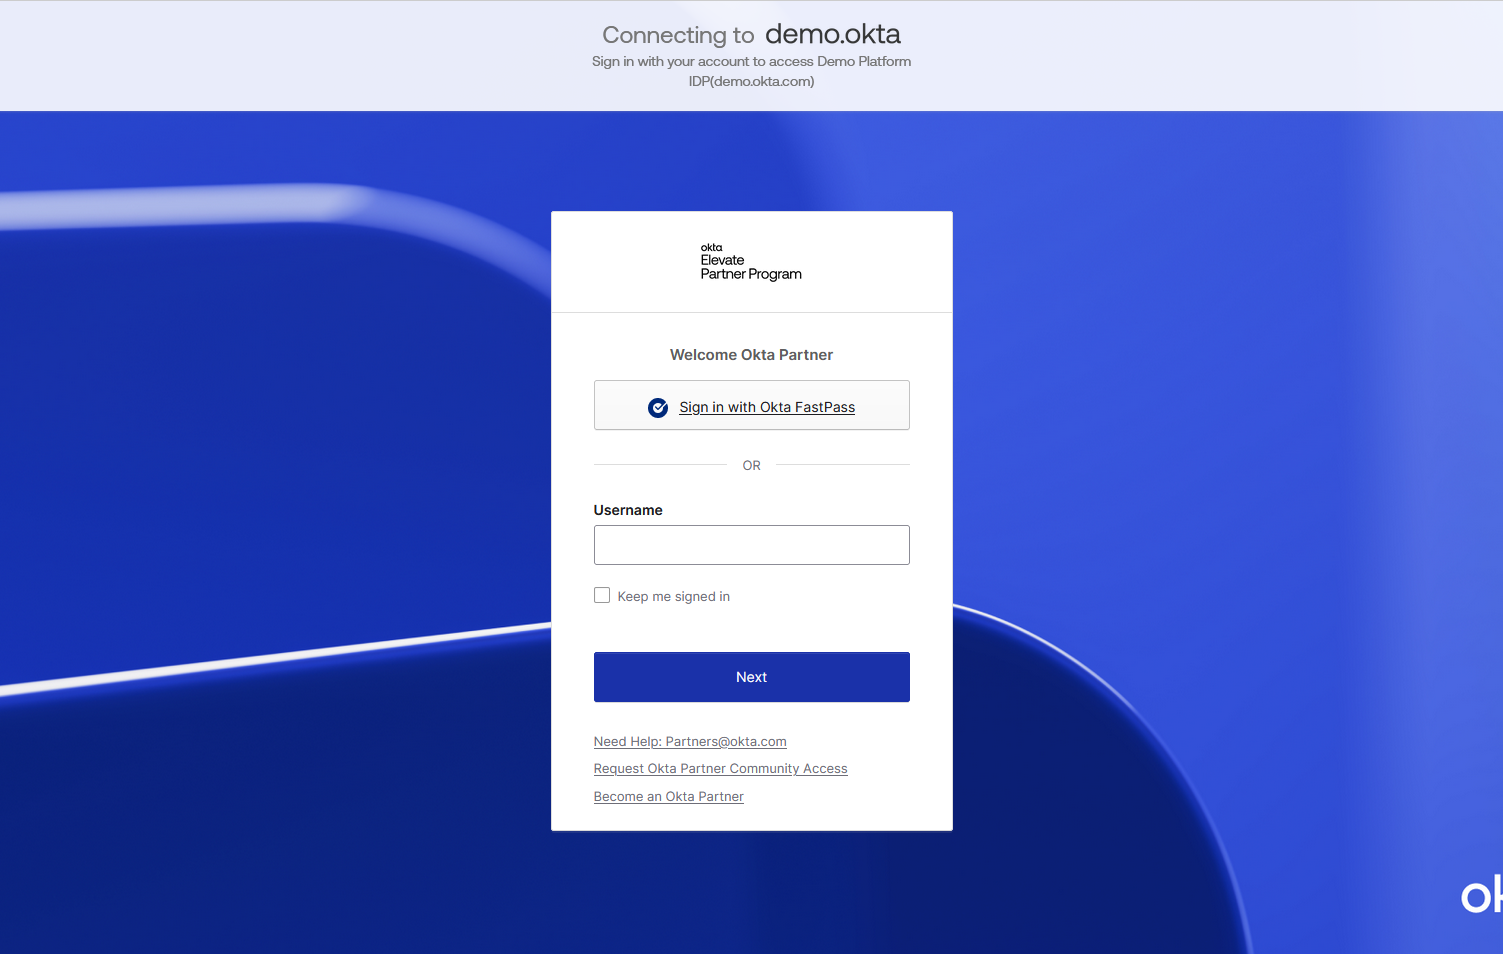 Connecting to demo.okta
Sign in with your account to access Demo Platform
IDP(demo.okta.com)
okta
Elevate
Partner Program
Welcome Okta Partner
Sign in with Okta FastPass
OR
Username
Keep me signed in
Next
Need Help: Partners@okta.com
Request Okta Partner Community Access
Become an Okta Partner
ok